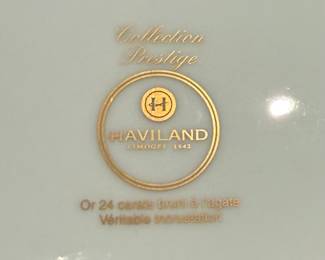 Collection
Prestige
H
HAVILAND
LIMOGES 1842
Or 24 carats bruni à l'agate
Véritable incrustation